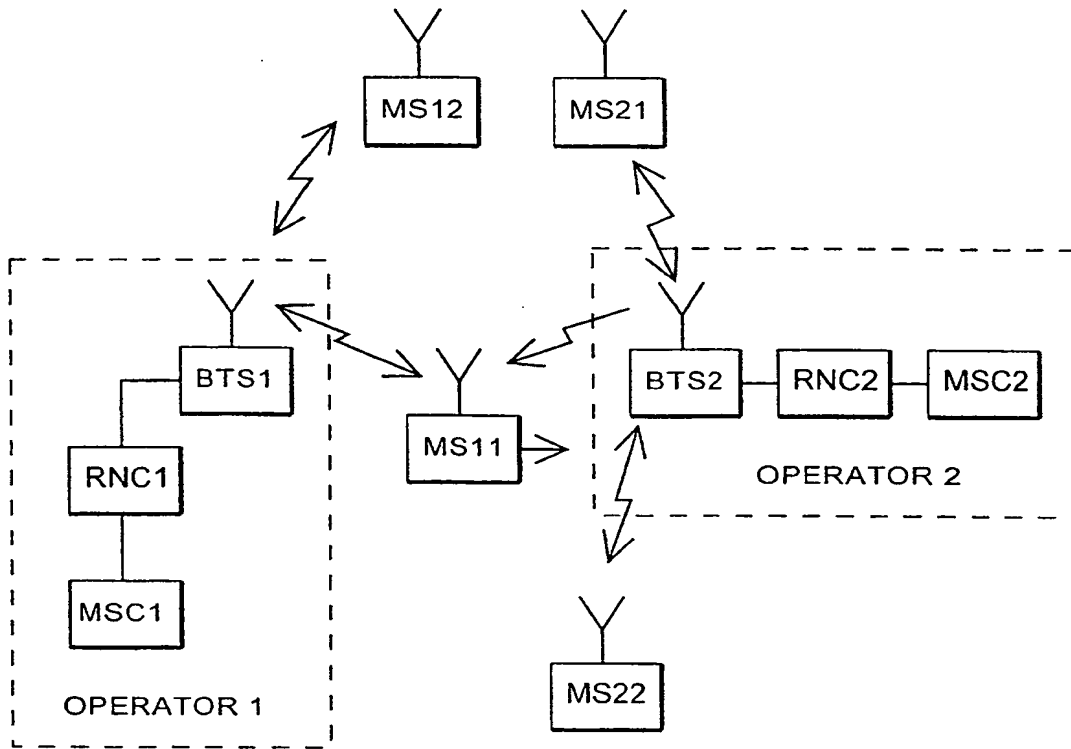 MS12
MS21
BTS1
BTS2
RNC2
MSC2
MS11
RNC1
OPERATOR 2
MSC1
MS22
OPERATOR 1